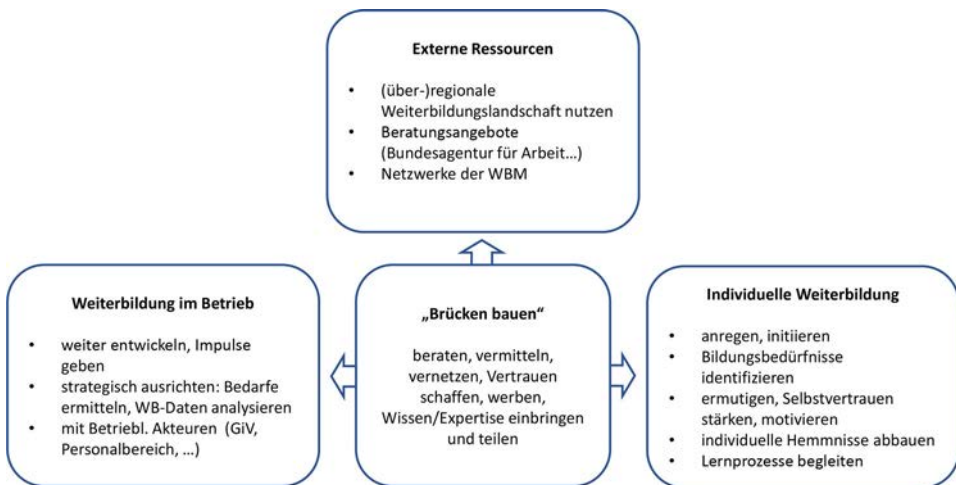 Externe Ressourcen
• (über-)regionale
Weiterbildungslandschaft nutzen
• Beratungsangebote
(Bundesagentur für Arbeit...)
• Netzwerke der WBM
Weiterbildung im Betrieb
• weiter entwickeln, Impulse
geben
• strategisch ausrichten: Bedarfe
ermitteln, WB-Daten analysieren
• mit Betriebl. Akteuren (GiV,
Personalbereich, ...)
„Brücken bauen“
beraten, vermitteln,
vernetzen, Vertrauen
schaffen, werben,
Wissen/Expertise einbringen
und teilen
Individuelle Weiterbildung
• anregen, initiieren
• Bildungsbedürfnisse
identifizieren
• ermutigen, Selbstvertrauen
stärken, motivieren
• individuelle Hemmnisse abbauen
• Lernprozesse begleiten